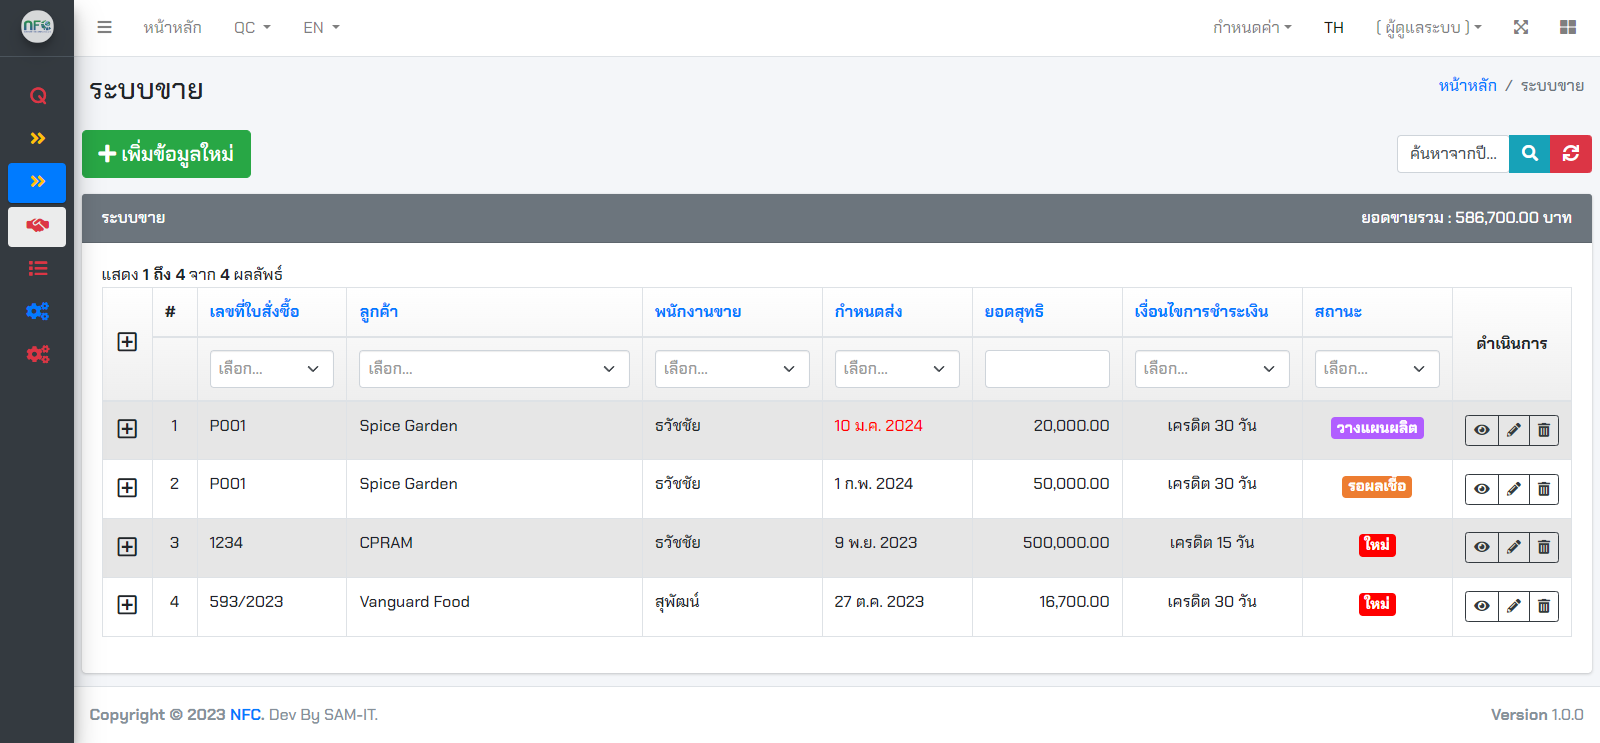 หน้าหลัก QC EN กำหนดค่า TH ( ผู้ดูแลระบบ )
ระบบขาย
หน้าหลัก / ระบบขาย
เพิ่มข้อมูลใหม่
ค้นหาจากปี...
ระบบขาย ยอดขายรวม : 586,700.00 บาท
แสดง 1 ถึง 4 จาก 4 ผลลัพธ์
# เลขที่ใบสั่งซื้อ ลูกค้า พนักงานขาย กำหนดส่ง ยอดสุทธิ เงื่อนไขการชำระเงิน สถานะ ดำเนินการ
เลือก... เลือก... เลือก... เลือก... เลือก... เลือก...
1 P001 Spice Garden ธวัชชัย 10 ม.ค. 2024 20,000.00 เครดิต 30 วัน วางแผนผลิต
2 P001 Spice Garden ธวัชชัย 1 ก.พ. 2024 50,000.00 เครดิต 30 วัน รอผลเชื้อ
3 1234 CPRAM ธวัชชัย 9 พ.ย. 2023 500,000.00 เครดิต 15 วัน ใหม่
4 593/2023 Vanguard Food สุพัฒน์ 27 ต.ค. 2023 16,700.00 เครดิต 30 วัน ใหม่
Copyright © 2023 NFC. Dev By SAM-IT. Version 1.0.0